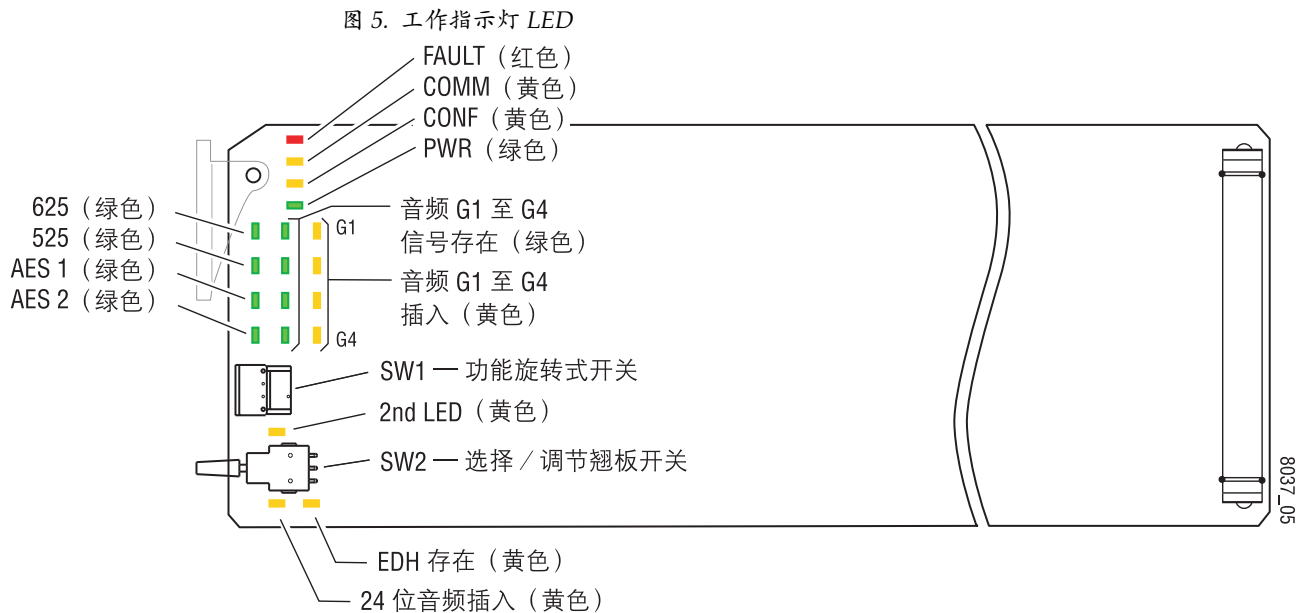 图 5. 工作指示灯 LED
FAULT（红色）
COMM（黄色）
CONF（黄色）
PWR（绿色）
625（绿色）
525（绿色）
AES 1（绿色）
AES 2（绿色）
G1
G4
音频 G1 至 G4
信号存在（绿色）
音频 G1 至 G4
插入（黄色）
SW1 — 功能旋转式开关
2nd LED（黄色）
SW2 — 选择 / 调节翘板开关
EDH 存在（黄色）
24 位音频插入（黄色）
8037_05